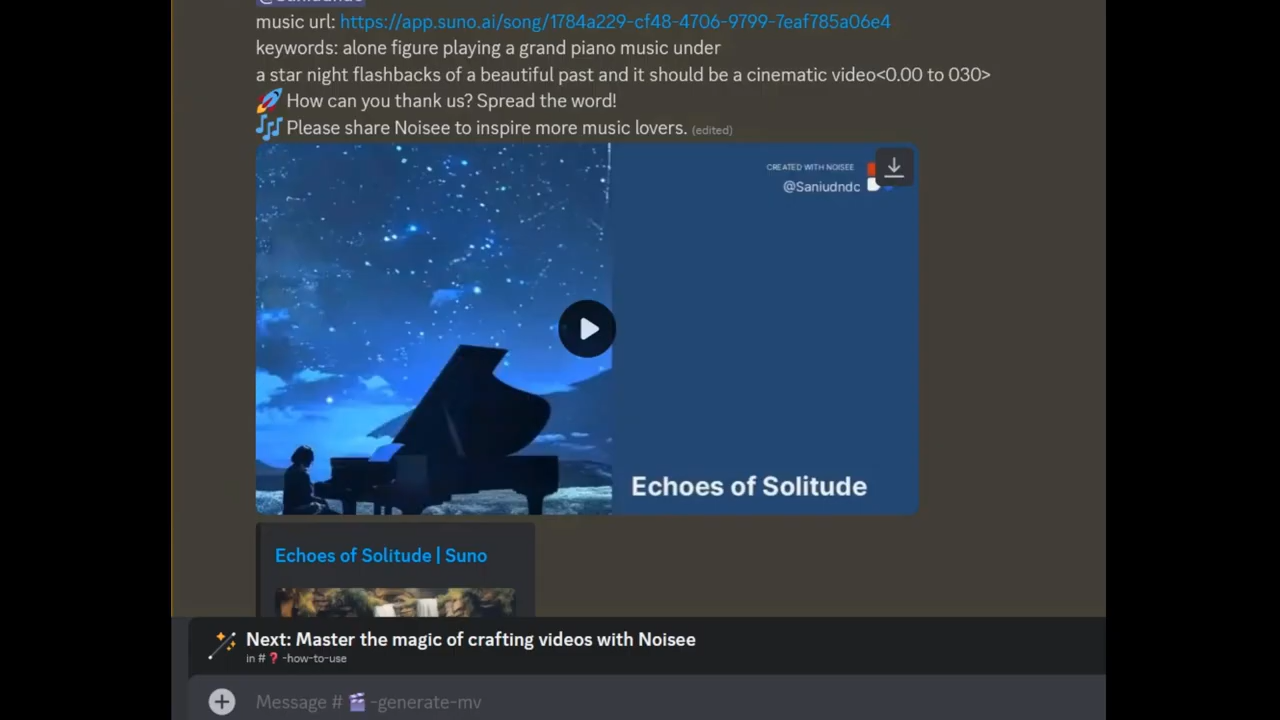 music url: https://app.suno.ai/song/1784a229-cf48-4706-9799-7eaf785a06e4
keywords: alone figure playing a grand piano music under
a star night flashbacks of a beautiful past and it should be a cinematic video<0.00 to 030>
🚀 How can you thank us? Spread the word!
🎶 Please share Noisee to inspire more music lovers. (edited)
CREATED WITH NOISEE
@Saniudndc
Echoes of Solitude
Echoes of Solitude | Suno
Next: Master the magic of crafting videos with Noisee
in # ❓ -how-to-use
Message # 🎬 -generate-mv